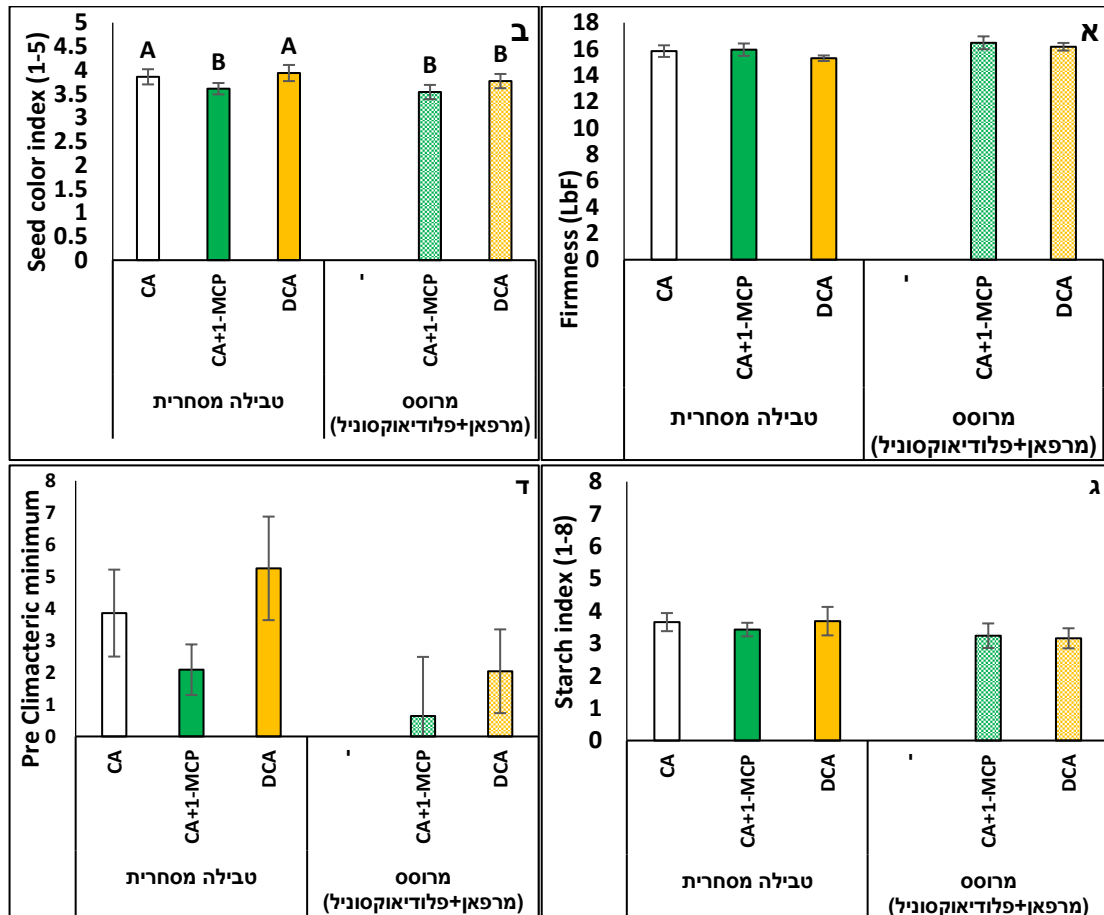 א
Firmness (LbF)
18
16
14
12
10
8
6
4
2
0
CA
CA+1-MCP
DCA
'
CA+1-MCP
DCA
טבילה מסחרית
מרוסס
(מרפאן+פלודיאוקסוניל)
ב
Seed color index (1-5)
5
4.5
4
3.5
3
2.5
2
1.5
1
0.5
0
A
B
A
B
B
CA
CA+1-MCP
DCA
'
CA+1-MCP
DCA
טבילה מסחרית
מרוסס
(מרפאן+פלודיאוקסוניל)
ג
Starch index (1-8)
8
7
6
5
4
3
2
1
0
CA
CA+1-MCP
DCA
'
CA+1-MCP
DCA
טבילה מסחרית
מרוסס
(מרפאן+פלודיאוקסוניל)
ד
Pre Climacteric minimum
8
7
6
5
4
3
2
1
0
CA
CA+1-MCP
DCA
'
CA+1-MCP
DCA
טבילה מסחרית
מרוסס
(מרפאן+פלודיאוקסוניל)